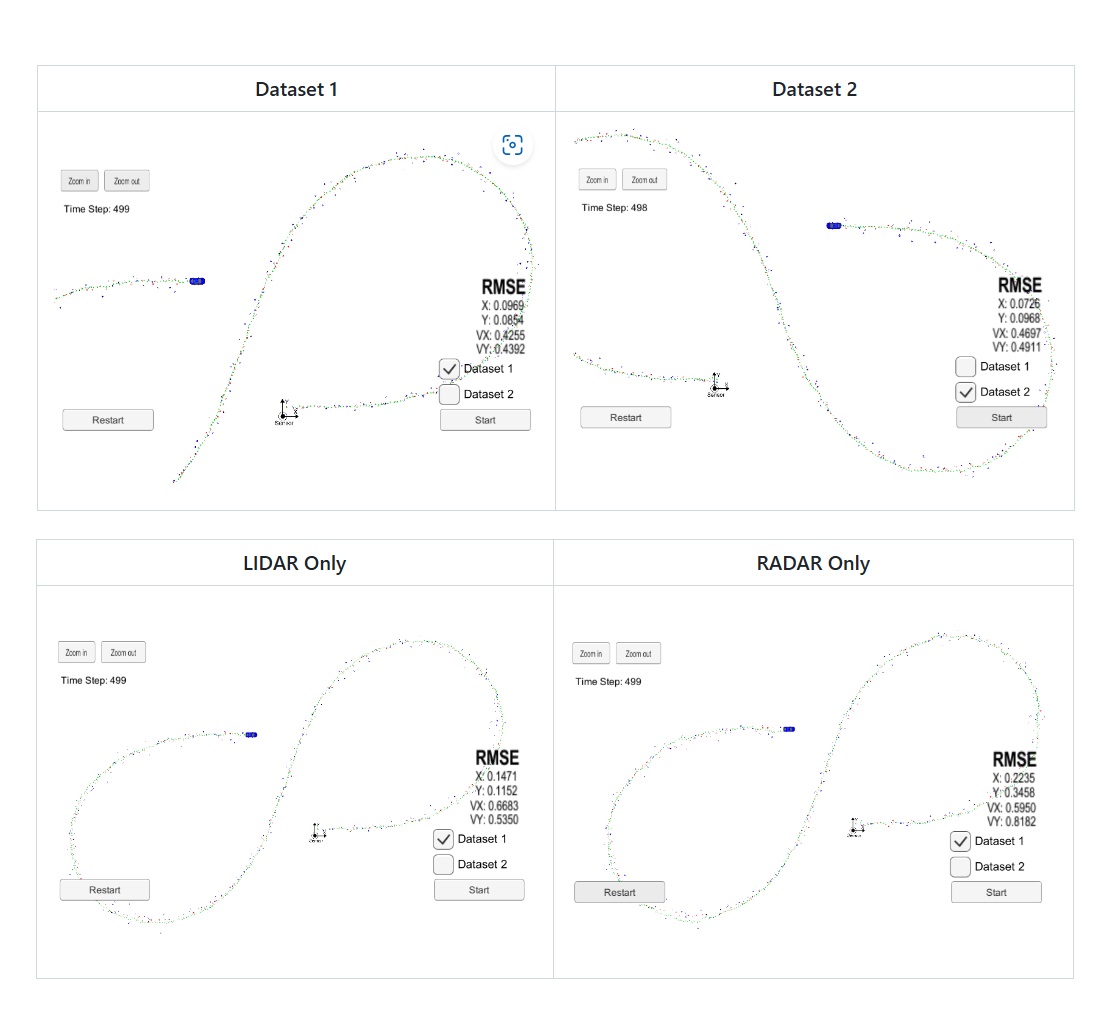 Dataset 1
Dataset 2
Zoom in
Zoom out
Time Step: 499
RMSE
X: 0.0969
Y: 0.0854
VX: 0.4255
VY: 0.4392
Dataset 1
Dataset 2
Restart
Start
Y
X
Sensor
Zoom in
Zoom out
Time Step: 498
RMSE
X: 0.0726
Y: 0.0968
VX: 0.4697
VY: 0.4911
Dataset 1
Dataset 2
Restart
Start
Y
X
Sensor
LIDAR Only
RADAR Only
Zoom in
Zoom out
Time Step: 499
RMSE
X: 0.1471
Y: 0.1152
VX: 0.6683
VY: 0.5350
Dataset 1
Dataset 2
Restart
Start
Zoom in
Zoom out
Time Step: 499
RMSE
X: 0.2235
Y: 0.3458
VX: 0.5950
VY: 0.8182
Dataset 1
Dataset 2
Restart
Start